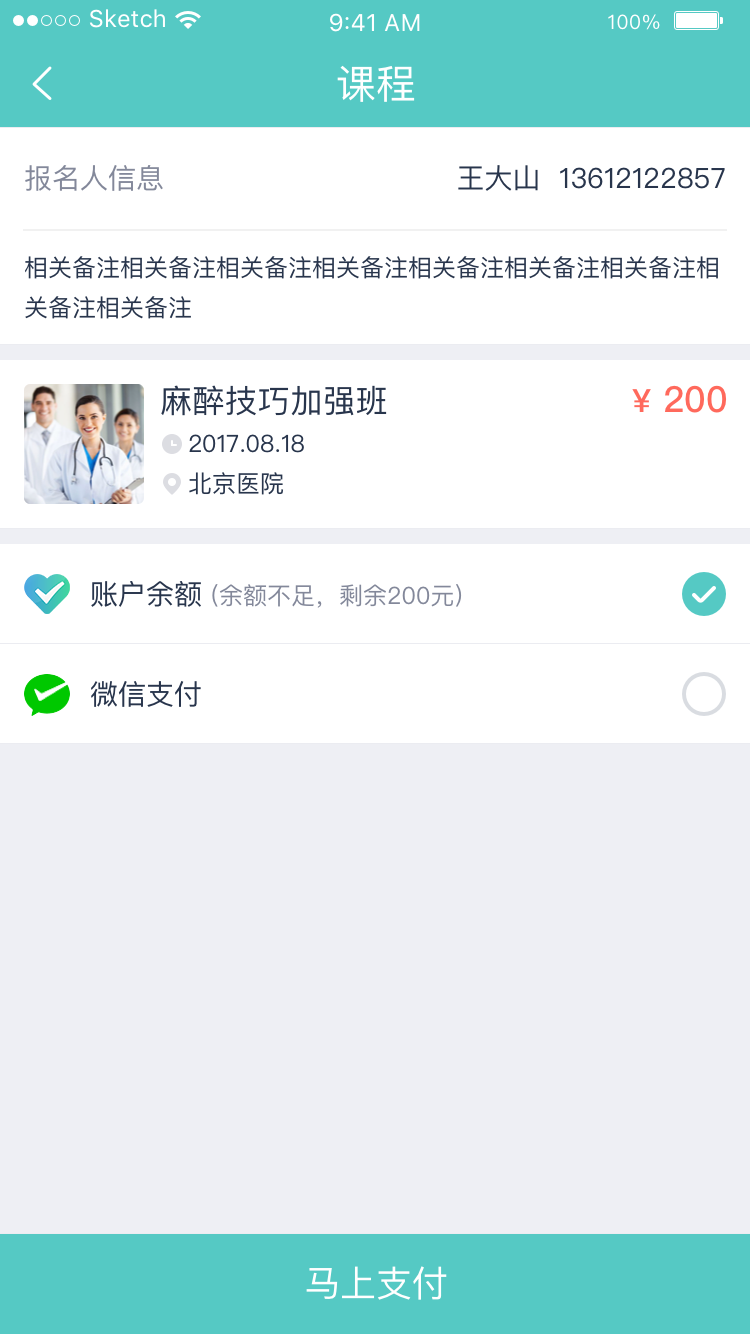 Sketch 9:41 AM 100%
课程
报名人信息 王大山 13612122857
相关备注相关备注相关备注相关备注相关备注相关备注相关备注相
关备注相关备注
麻醉技巧加强班 ¥ 200
2017.08.18
北京医院
账户余额 (余额不足，剩余200元)
微信支付
马上支付